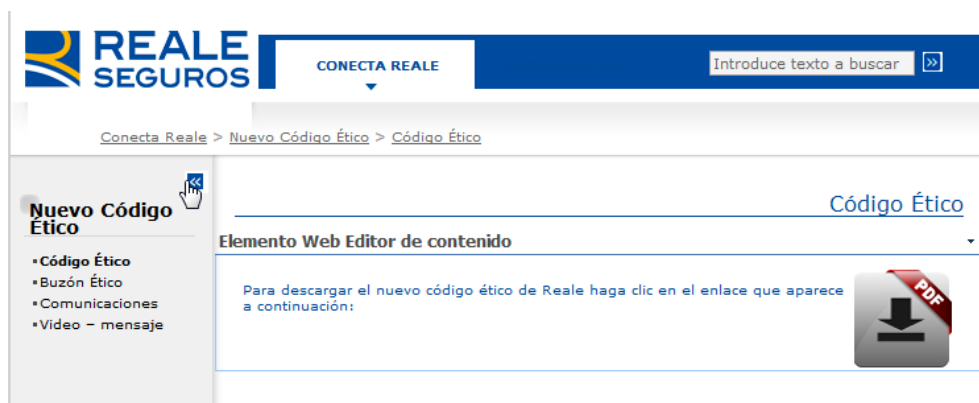 REALE
SEGUROS
CONECTA REALE
Introduce texto a buscar
Conecta Reale > Nuevo Código Ético > Código Ético
Nuevo Código
Ético
Código Ético
Buzón Ético
Comunicaciones
Video – mensaje
Código Ético
Elemento Web Editor de contenido
Para descargar el nuevo código ético de Reale haga clic en el enlace que aparece
a continuación:
PDF